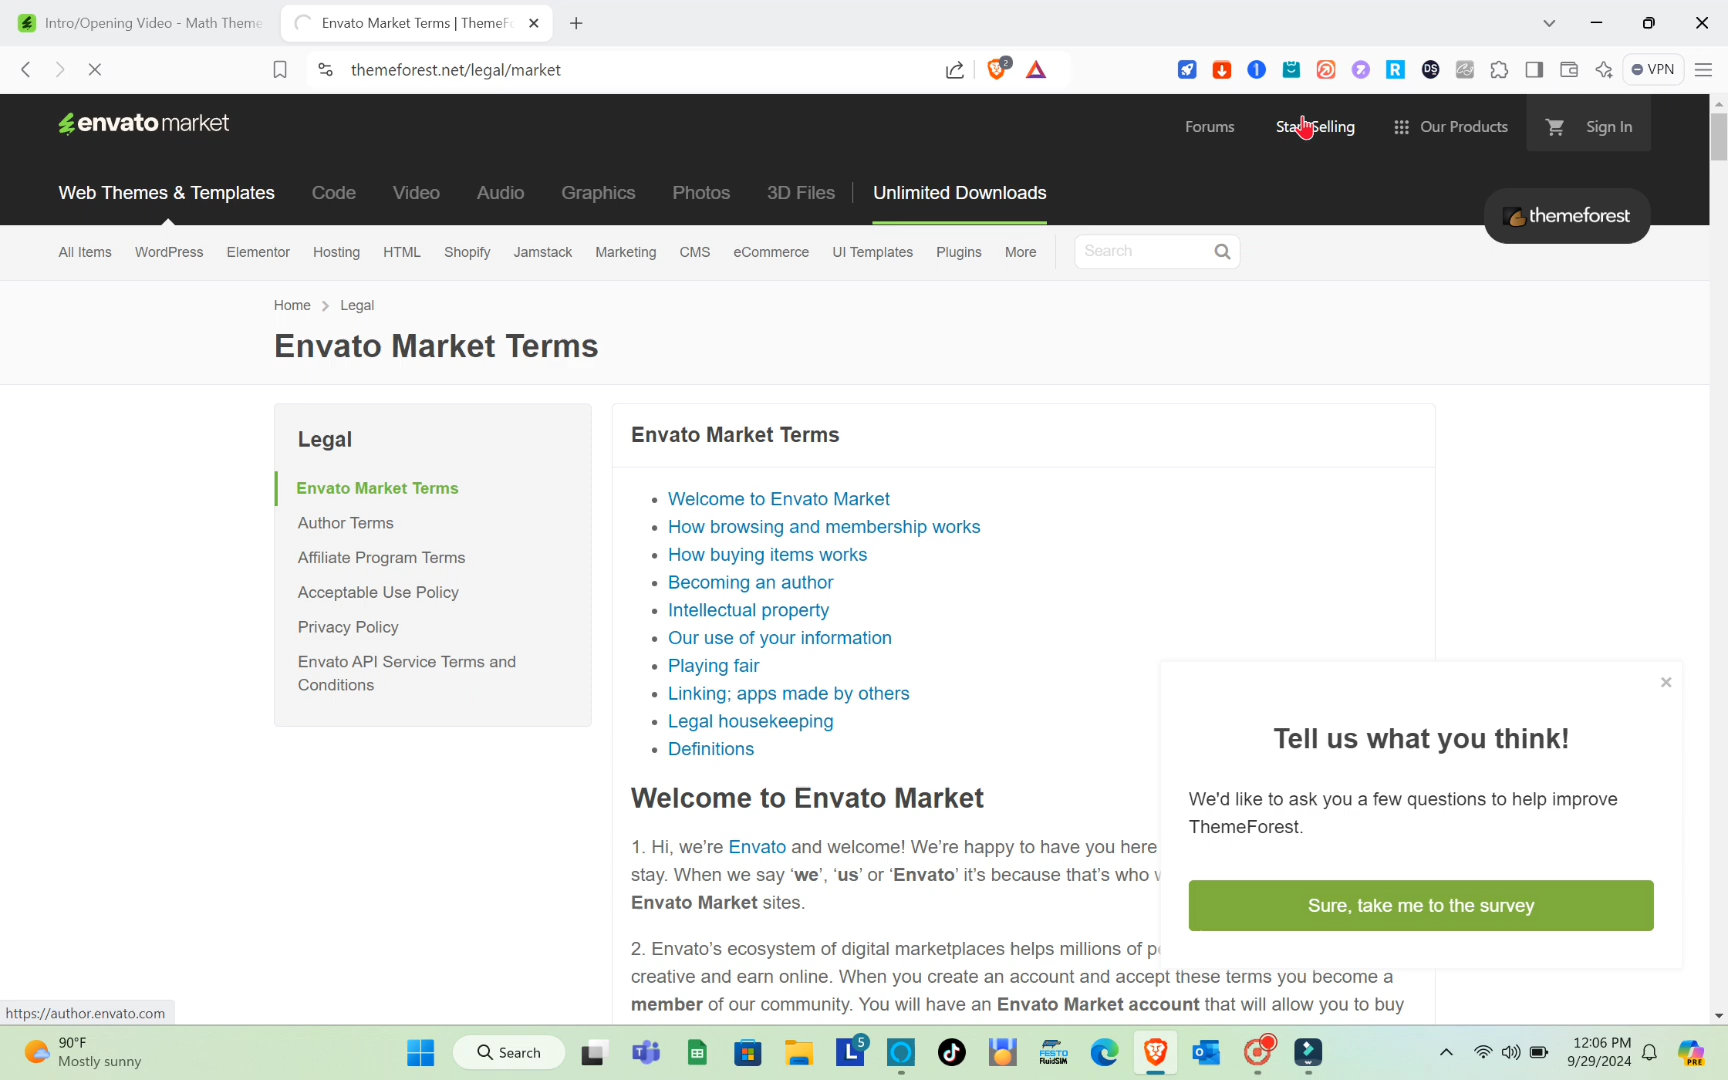 Intro/Opening Video - Math Theme
Envato Market Terms | ThemeFo
themeforest.net/legal/market
2
VPN
envato market
Forums
Start Selling
Our Products
Sign In
Web Themes & Templates
Code
Video
Audio
Graphics
Photos
3D Files
Unlimited Downloads
themeforest
All Items
WordPress
Elementor
Hosting
HTML
Shopify
Jamstack
Marketing
CMS
eCommerce
UI Templates
Plugins
More
Search
Home > Legal
Envato Market Terms
Legal
Envato Market Terms
Author Terms
Affiliate Program Terms
Acceptable Use Policy
Privacy Policy
Envato API Service Terms and
Conditions
Envato Market Terms
• Welcome to Envato Market
• How browsing and membership works
• How buying items works
• Becoming an author
• Intellectual property
• Our use of your information
• Playing fair
• Linking; apps made by others
• Legal housekeeping
• Definitions
Welcome to Envato Market
1. Hi, we're Envato and welcome! We're happy to have you here
stay. When we say 'we', 'us' or 'Envato' it's because that's who
Envato Market sites.
2. Envato's ecosystem of digital marketplaces helps millions of
creative and earn online. When you create an account and accept these terms you become a
member of our community. You will have an Envato Market account that will allow you to buy
Tell us what you think!
We'd like to ask you a few questions to help improve
ThemeForest.
Sure, take me to the survey
https://author.envato.com
90°F
Mostly sunny
Search
L
5
FESTO
FluidSIM
12:06 PM
9/29/2024
PRE